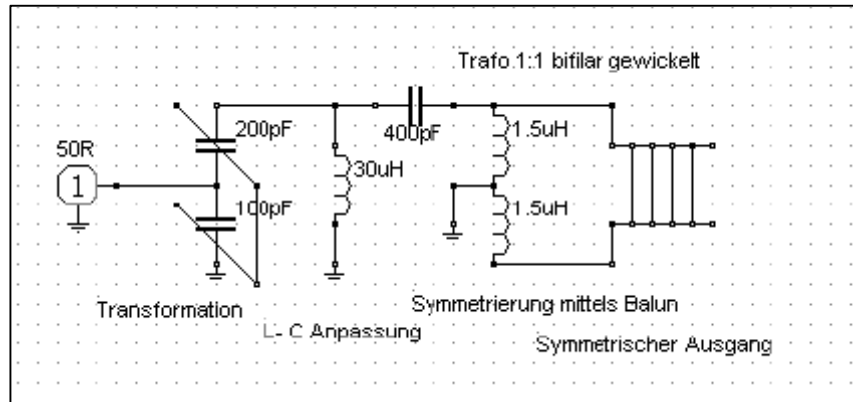 Trafo 1:1 bifilar gewickelt
50R
1
200pF
100pF
30uH
400pF
1.5uH
1.5uH
Transformation
L- C Anpassung
Symmetrierung mittels Balun
Symmetrischer Ausgang